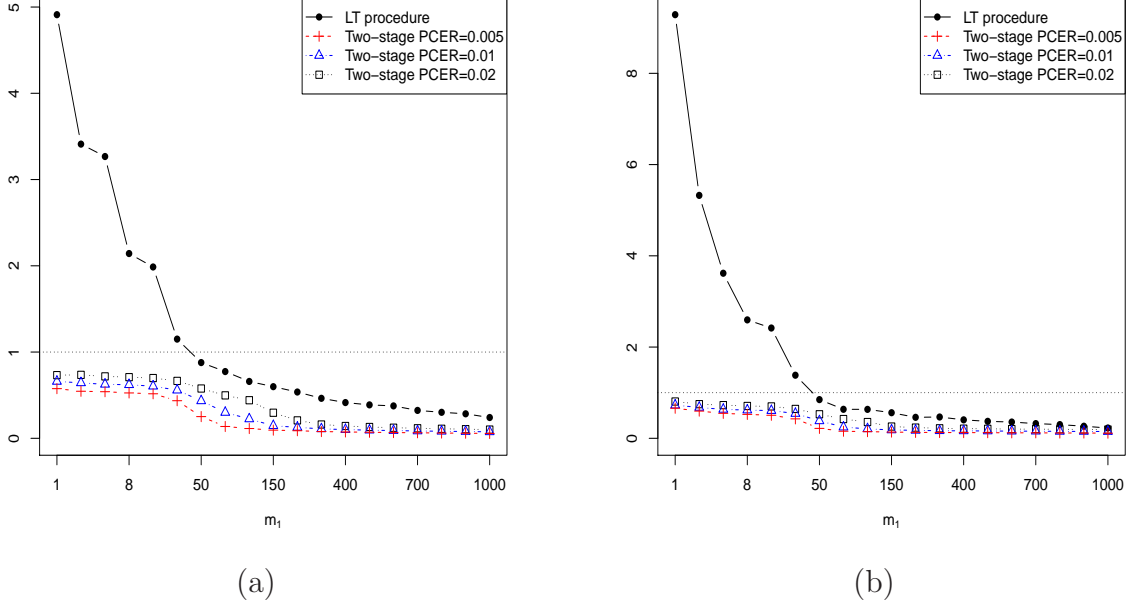 LT procedure
Two−stage PCER=0.005
Two−stage PCER=0.01
Two−stage PCER=0.02
5
4
3
2
1
0
1 8 50 150 400 700 1000
m1
(a)
LT procedure
Two−stage PCER=0.005
Two−stage PCER=0.01
Two−stage PCER=0.02
8
6
4
2
0
1 8 50 150 400 700 1000
m1
(b)